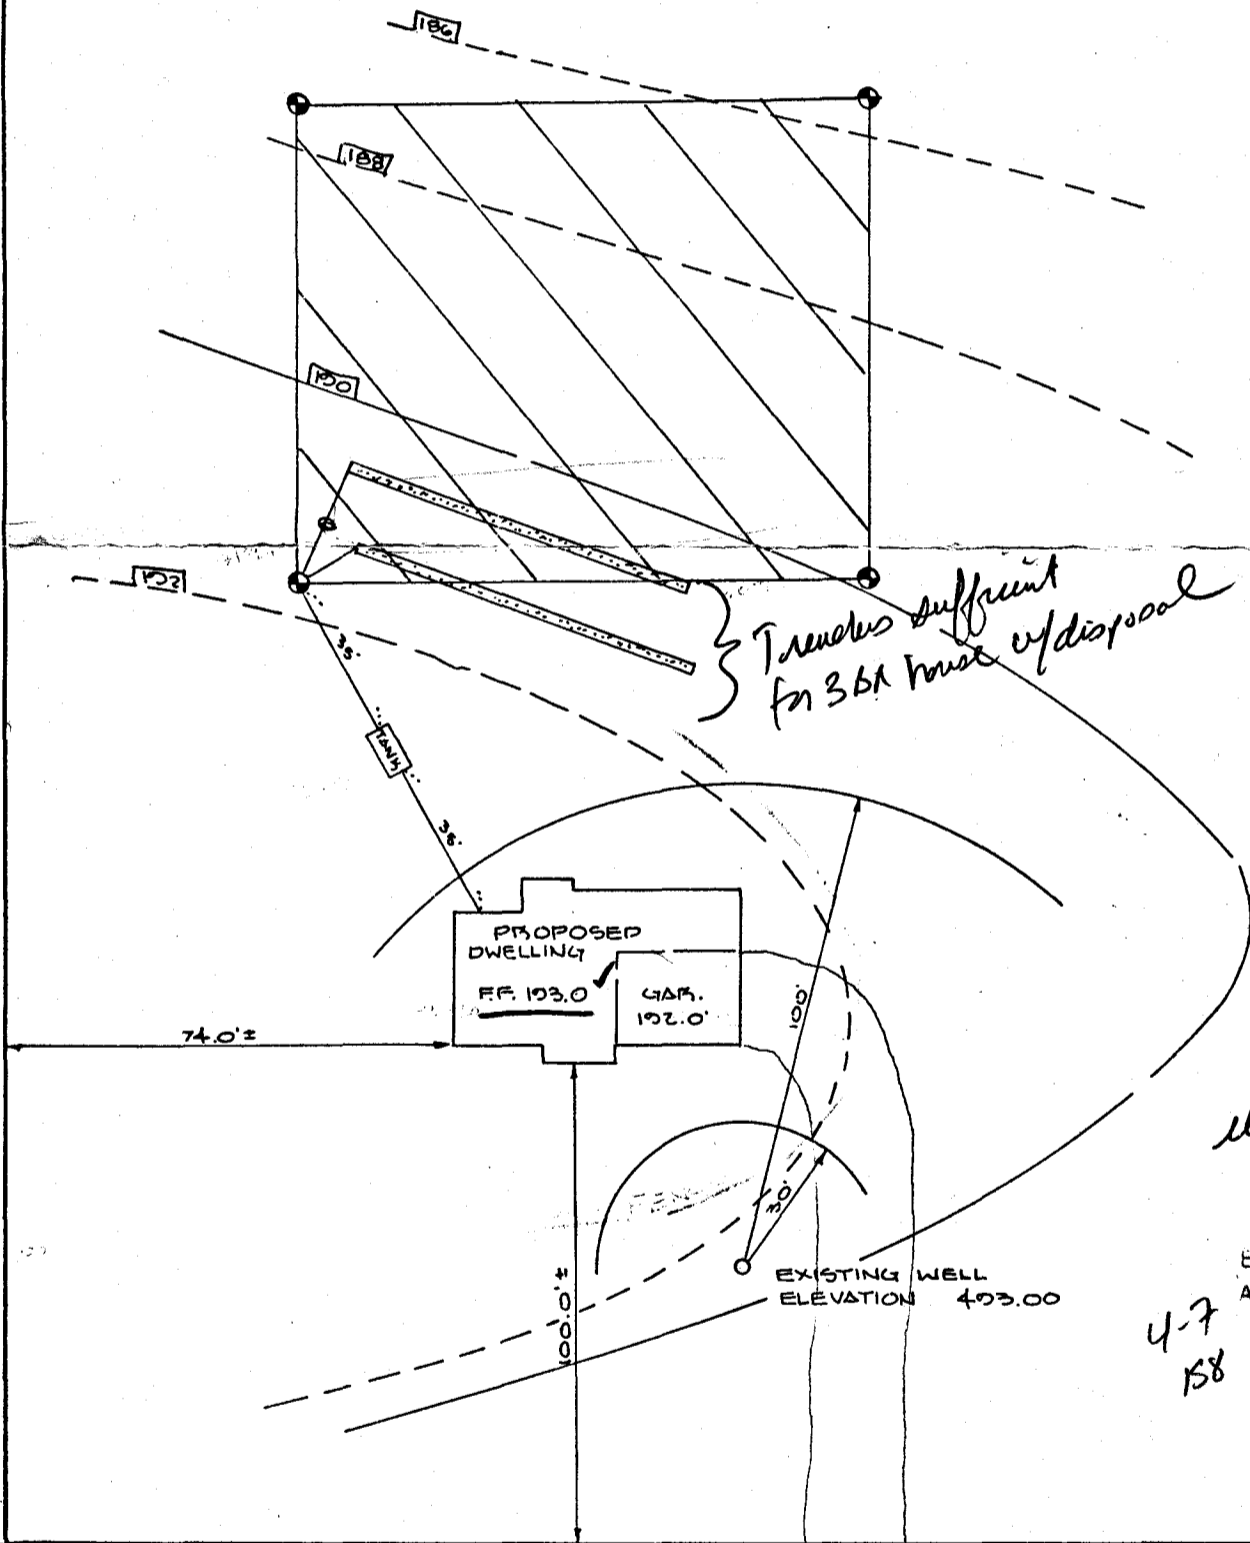 186
188
190
192
Trenches sufficient
for 3 BR house w/disposal
35'
TANK
38'
PROPOSED
DWELLING
F.F. 193.0
GAR.
192.0'
74.0'±
100'
30'
100.0'±
EXISTING WELL
ELEVATION 493.00
4-7